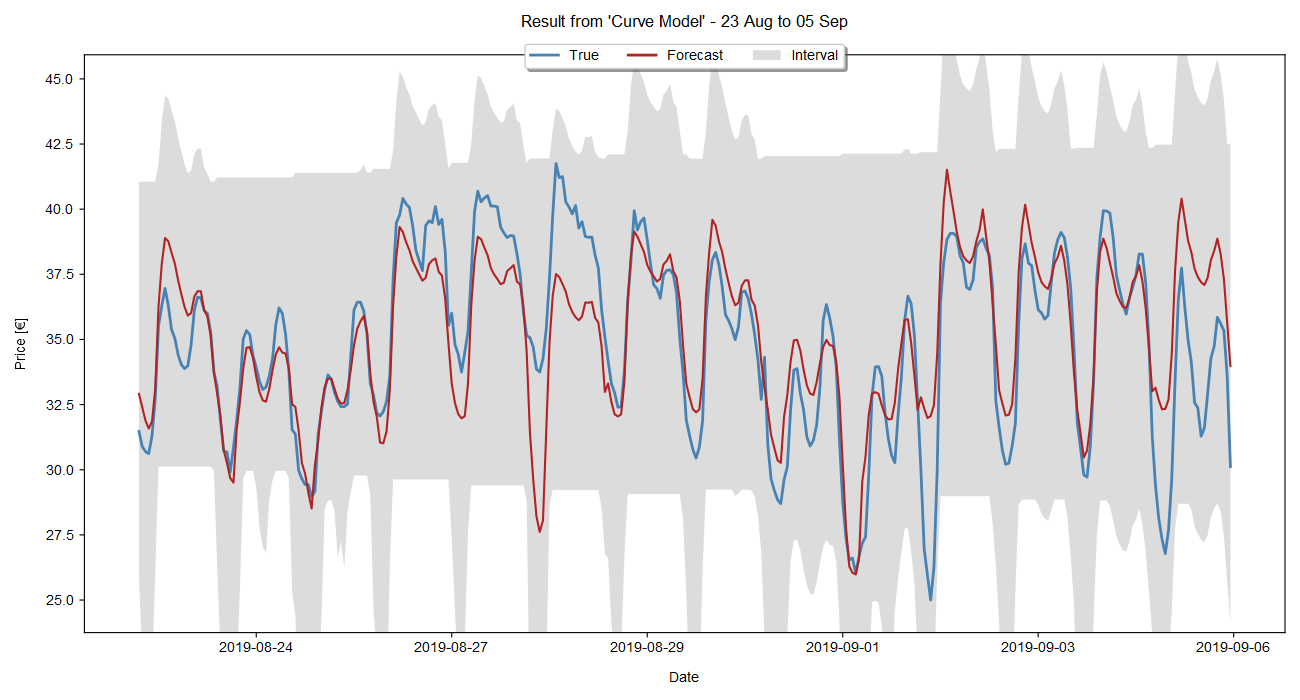 Result from 'Curve Model' - 23 Aug to 05 Sep
True Forecast Interval
45.0
42.5
40.0
37.5
35.0
32.5
30.0
27.5
25.0
Price [€]
2019-08-24 2019-08-27 2019-08-29 2019-09-01 2019-09-03 2019-09-06
Date